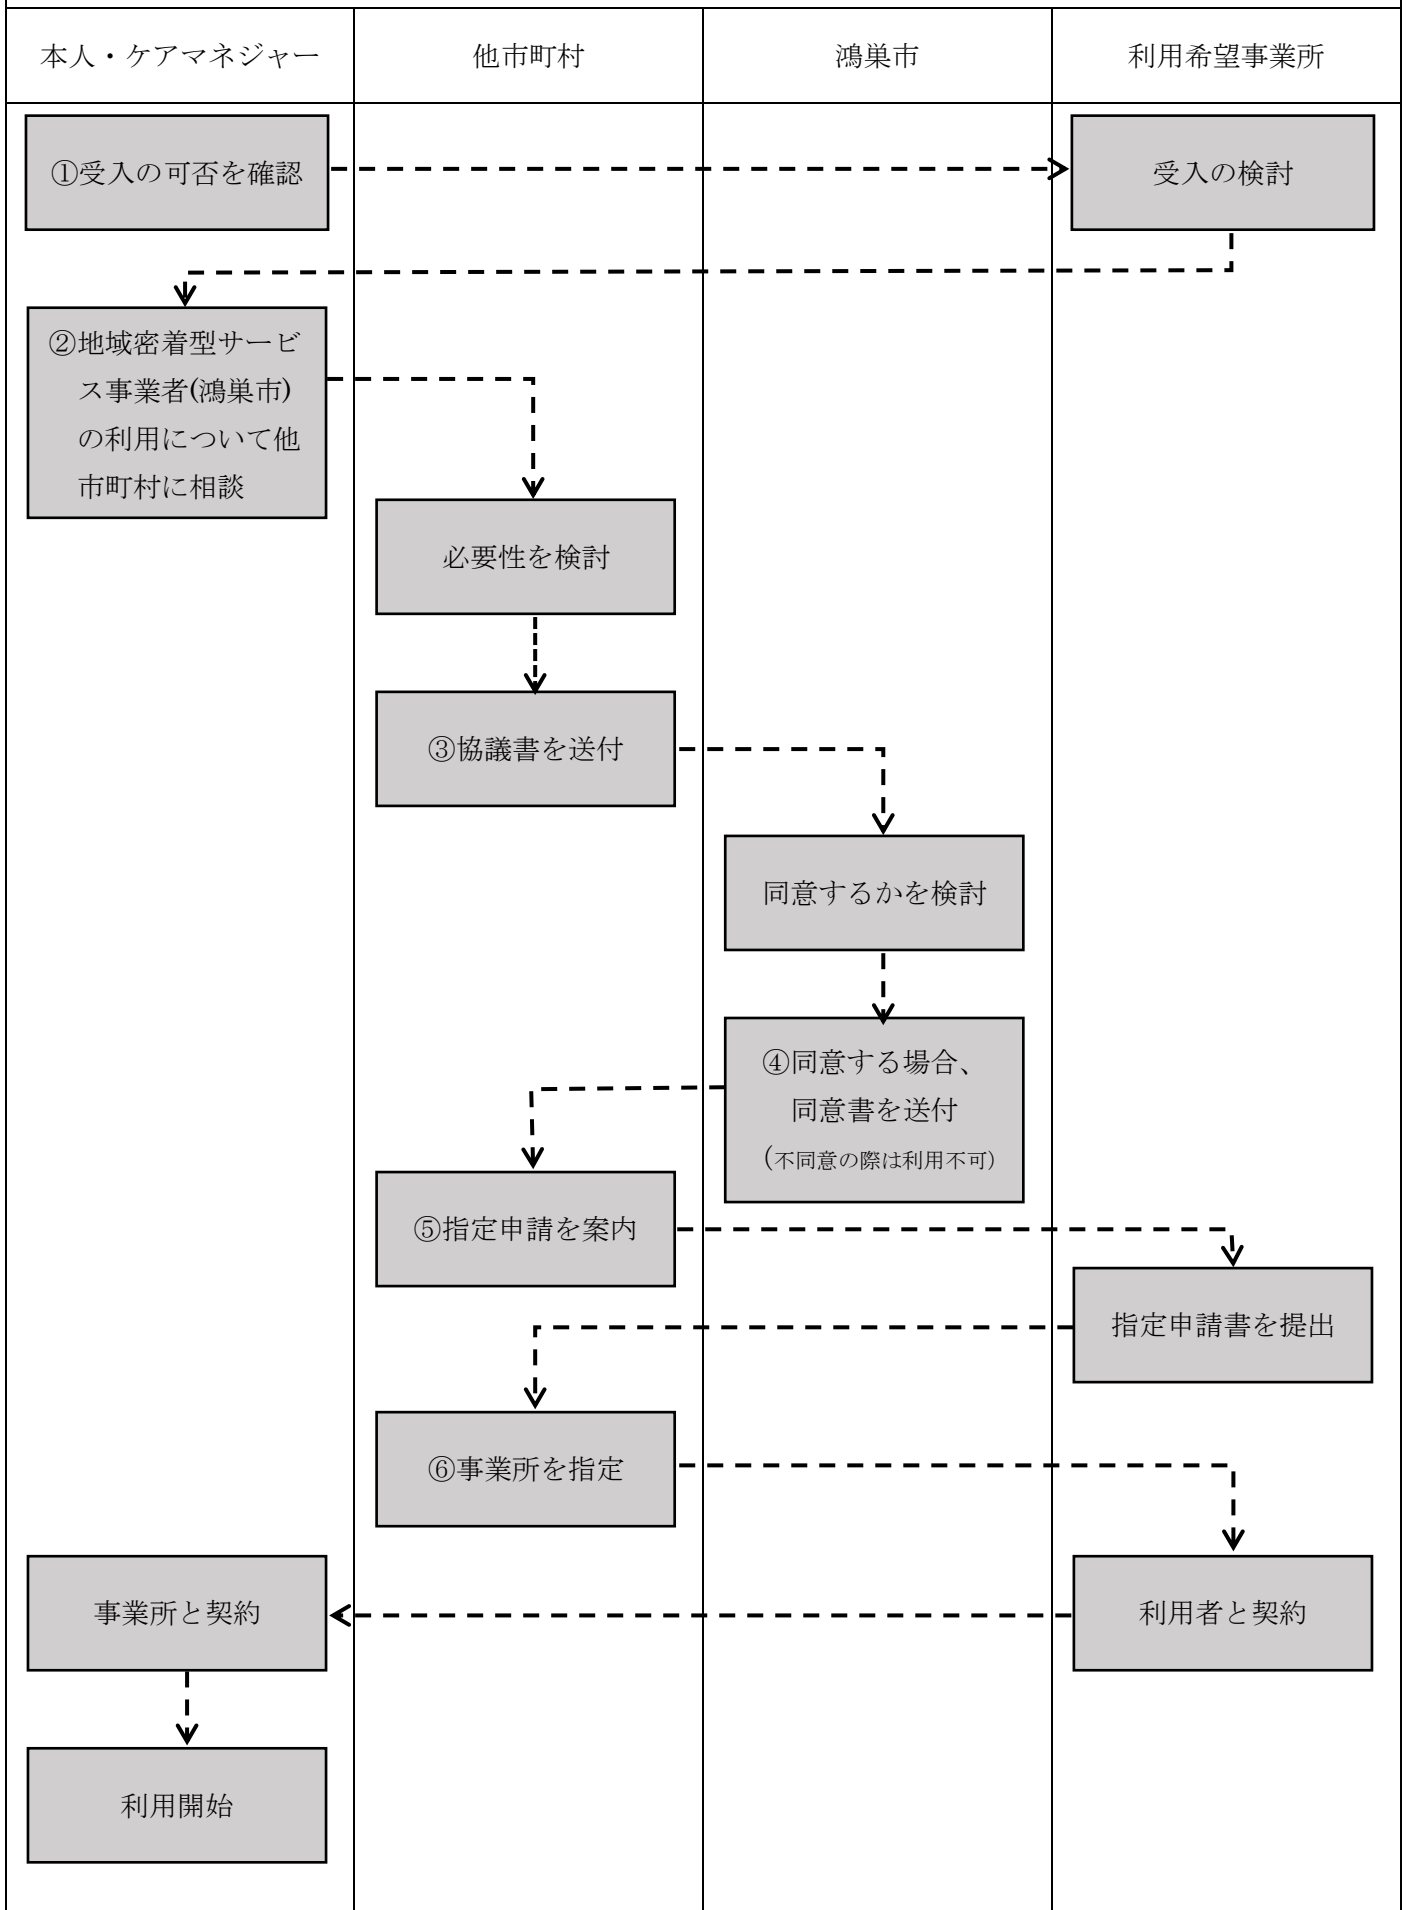 本人・ケアマネジャー
他市町村
鴻巣市
利用希望事業所
①受入の可否を確認
受入の検討
②地域密着型サービ
ス事業者(鴻巣市)
の利用について他
市町村に相談
必要性を検討
③協議書を送付
同意するかを検討
④同意する場合、
同意書を送付
(不同意の際は利用不可)
⑤指定申請を案内
指定申請書を提出
⑥事業所を指定
事業所と契約
利用者と契約
利用開始